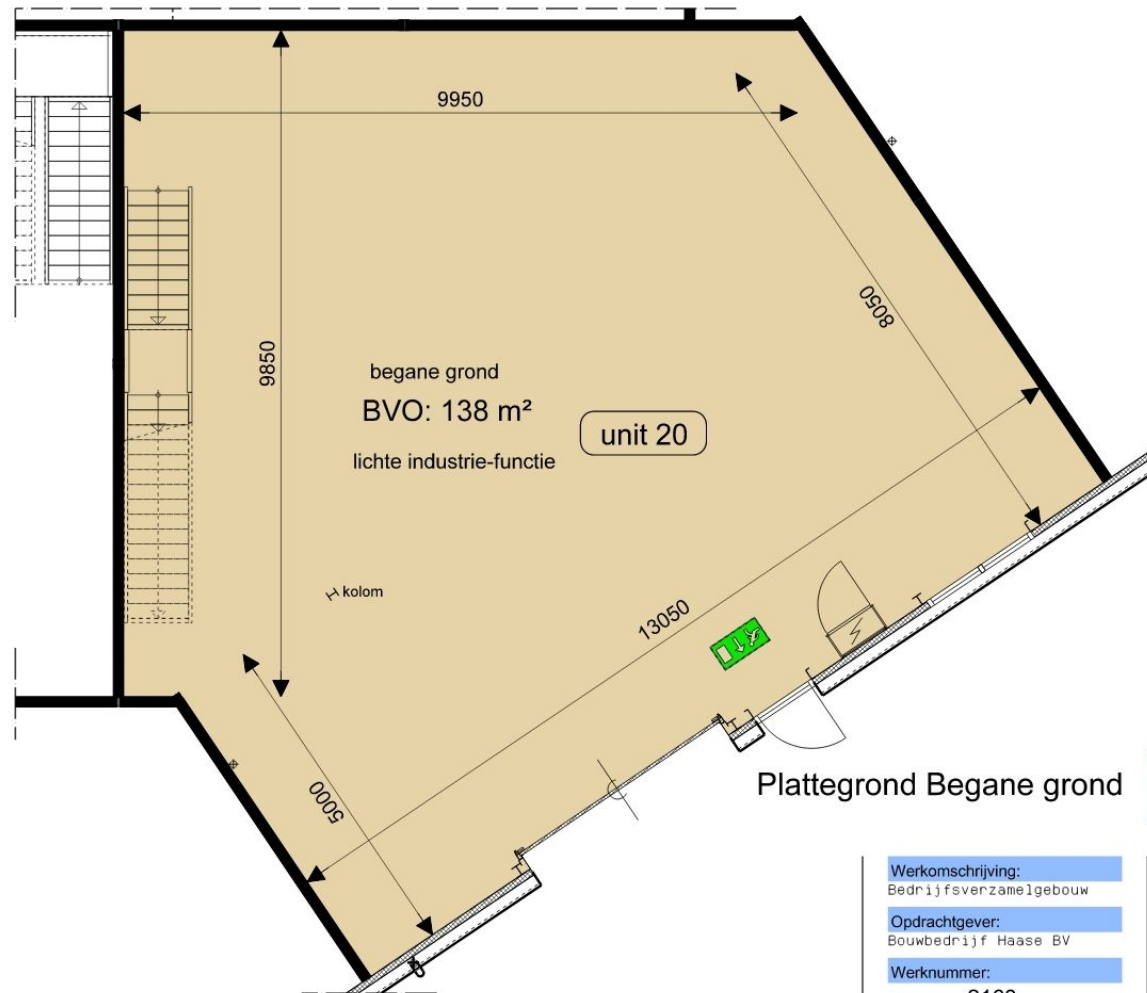 9950
8050
9850
begane grond
BVO: 138 m²
unit 20
lichte industrie-functie
kolom
13050
5000
Plattegrond Begane grond
Werkomschrijving:
Bedrijfsverzamelgebouw
Opdrachtgever:
Bouwbedrijf Haase BV
Werknummer: